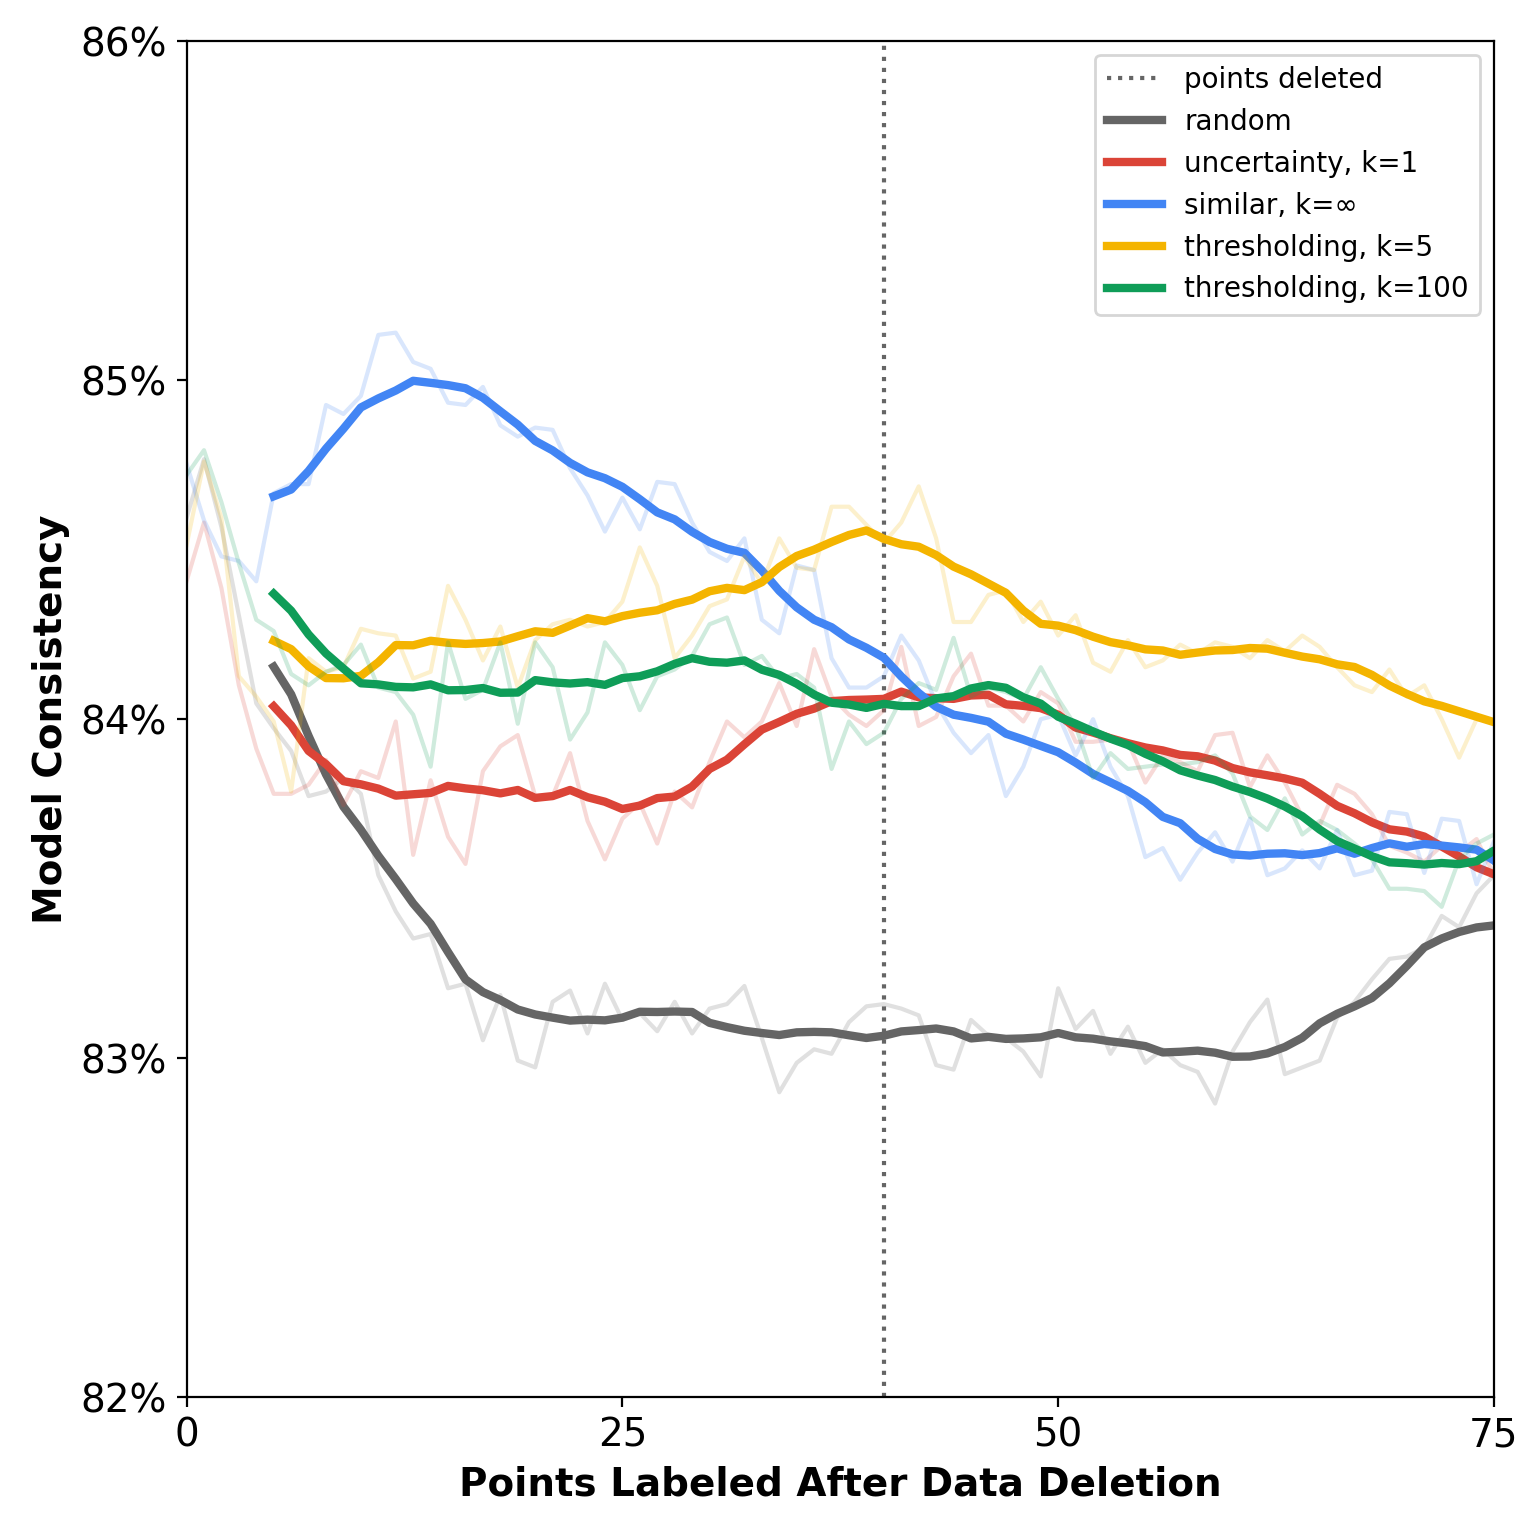 86%
85%
84%
83%
82%
Model Consistency
points deleted
random
uncertainty, k=1
similar, k=∞
thresholding, k=5
thresholding, k=100
0 25 50 75
Points Labeled After Data Deletion